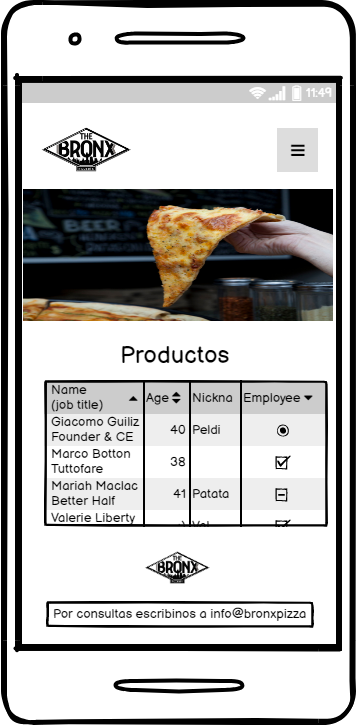 11:49
THE
BRONX
BEER
Productos
Name
(job title)
Age
Nickna
Employee
Giacomo Guiliz
Founder & CE
40
Peldi
Marco Botton
Tuttofare
38
Mariah Maclac
Better Half
41
Patata
Valerie Liberty
Val
THE
BRONX
Por consultas escribinos a info@bronxpizza